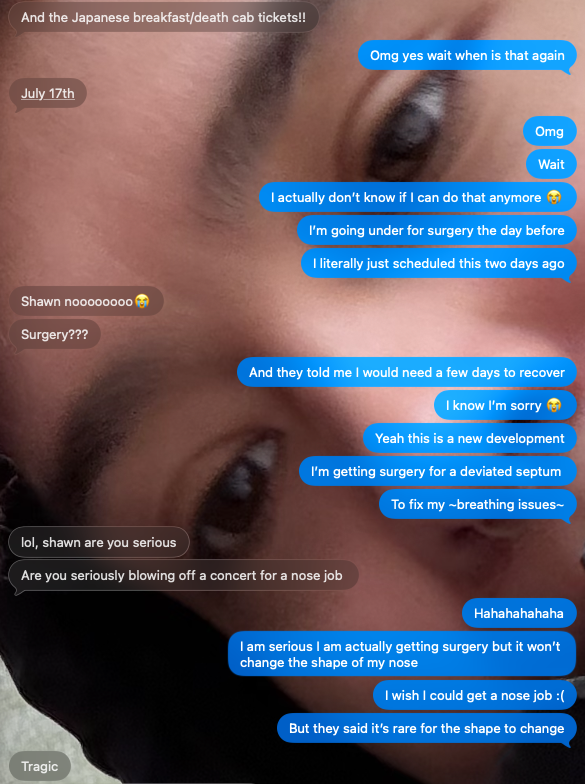 And the Japanese breakfast/death cab tickets!!
Omg yes wait when is that again
July 17th
Omg
Wait
I actually don't know if I can do that anymore 😭
I'm going under for surgery the day before
I literally just scheduled this two days ago
Shawn noooooooo😭
Surgery???
And they told me I would need a few days to recover
I know I'm sorry 😭
Yeah this is a new development
I'm getting surgery for a deviated septum
To fix my ~breathing issues~
lol, shawn are you serious
Are you seriously blowing off a concert for a nose job
Hahahahahaha
I am serious I am actually getting surgery but it won't
change the shape of my nose
I wish I could get a nose job :(
But they said it's rare for the shape to change
Tragic